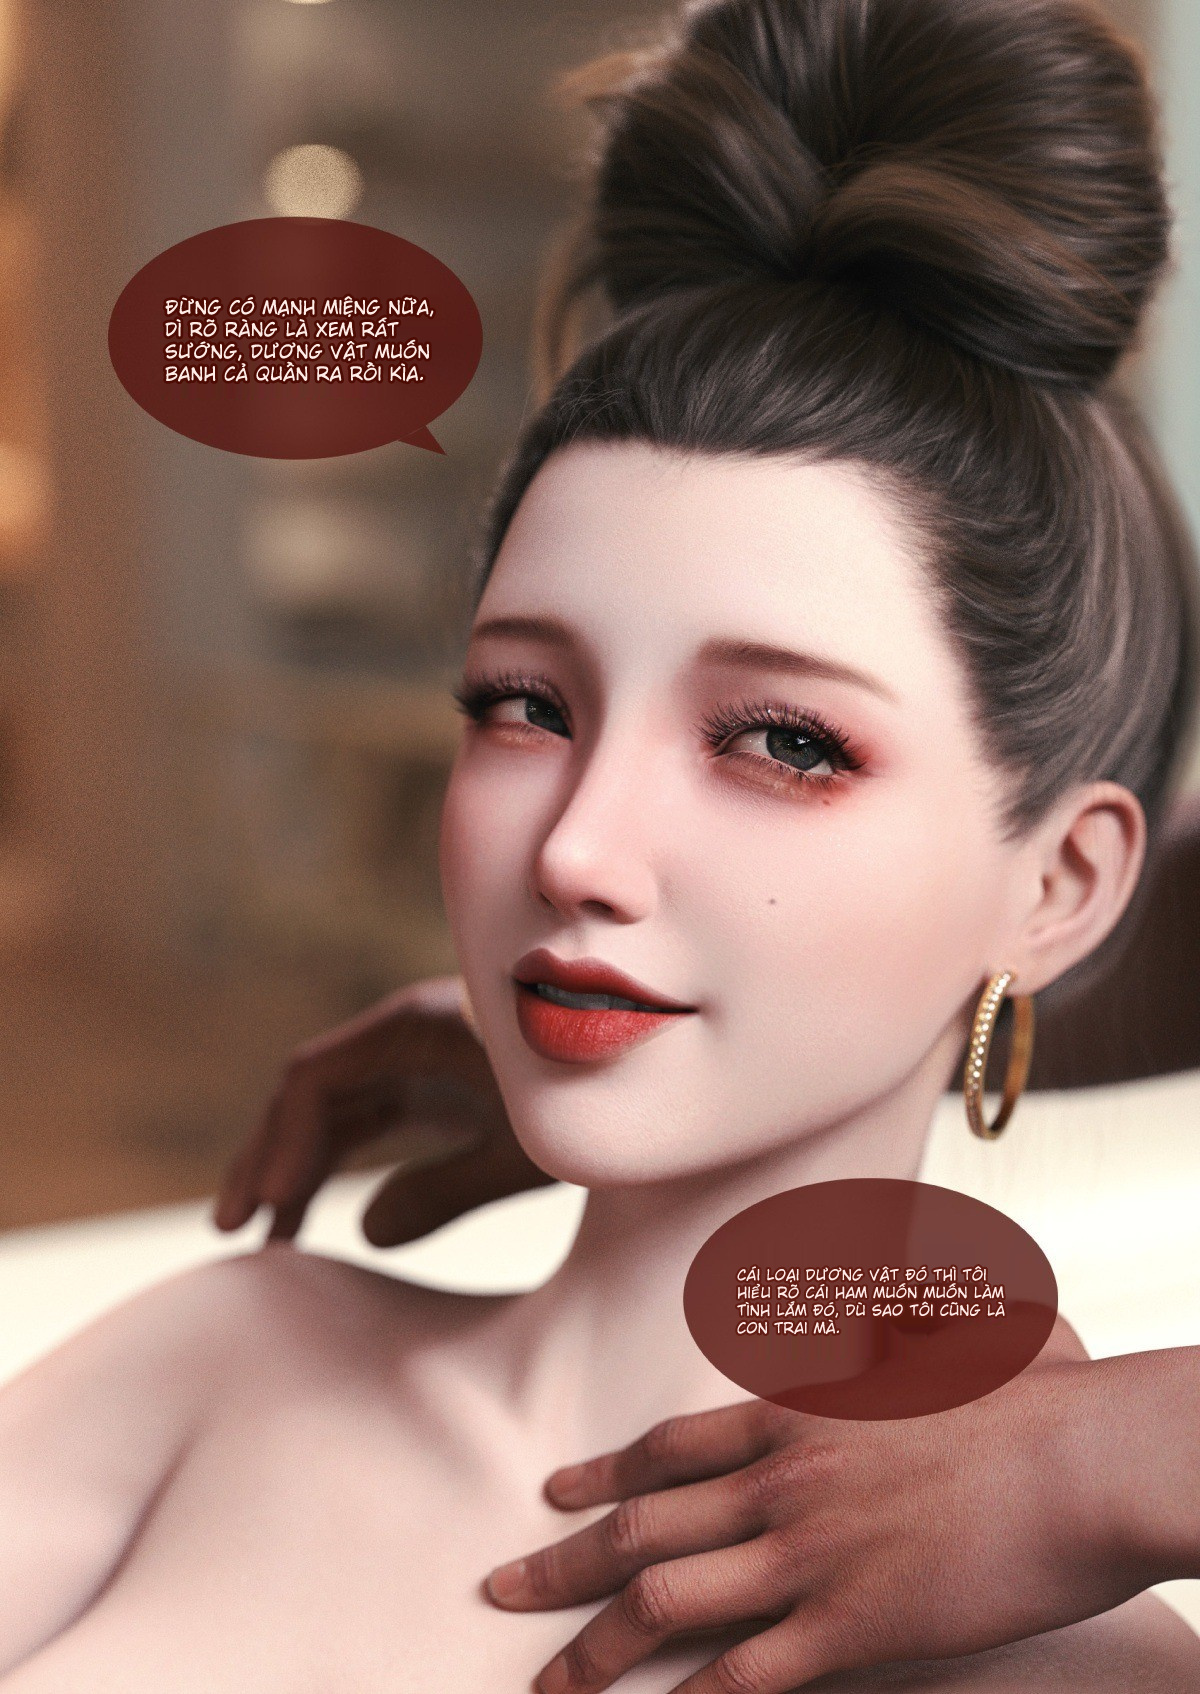 ĐỪNG CÓ MẠNH MIỆNG NỮA,
DÌ RÕ RÀNG LÀ XEM RẤT
SƯỚNG, DƯƠNG VẬT MUỐN
BANH CẢ QUẦN RA RỒI KÌA.
CÁI LOẠI DƯƠNG VẬT ĐÓ THÌ TÔI
HIỂU RÕ CÁI HAM MUỐN MUỐN LÀM
TÌNH LẮM ĐÓ, DÙ SAO TÔI CŨNG LÀ
CON TRAI MÀ.